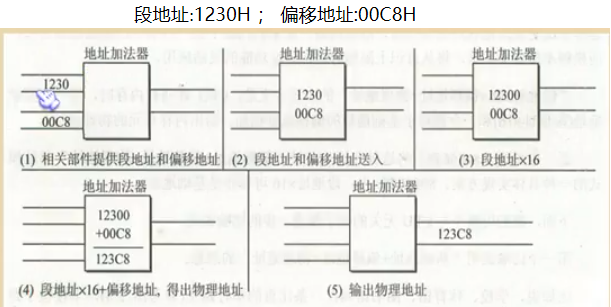 段地址:1230H ； 偏移地址:00C8H
地址加法器
1230
00C8
(1) 相关部件提供段地址和偏移地址
地址加法器
1230
00C8
(2) 段地址和偏移地址送入
地址加法器
12300
00C8
(3) 段地址×16
地址加法器
12300
+00C8
123C8
(4) 段地址×16+偏移地址, 得出物理地址
地址加法器
123C8
(5) 输出物理地址